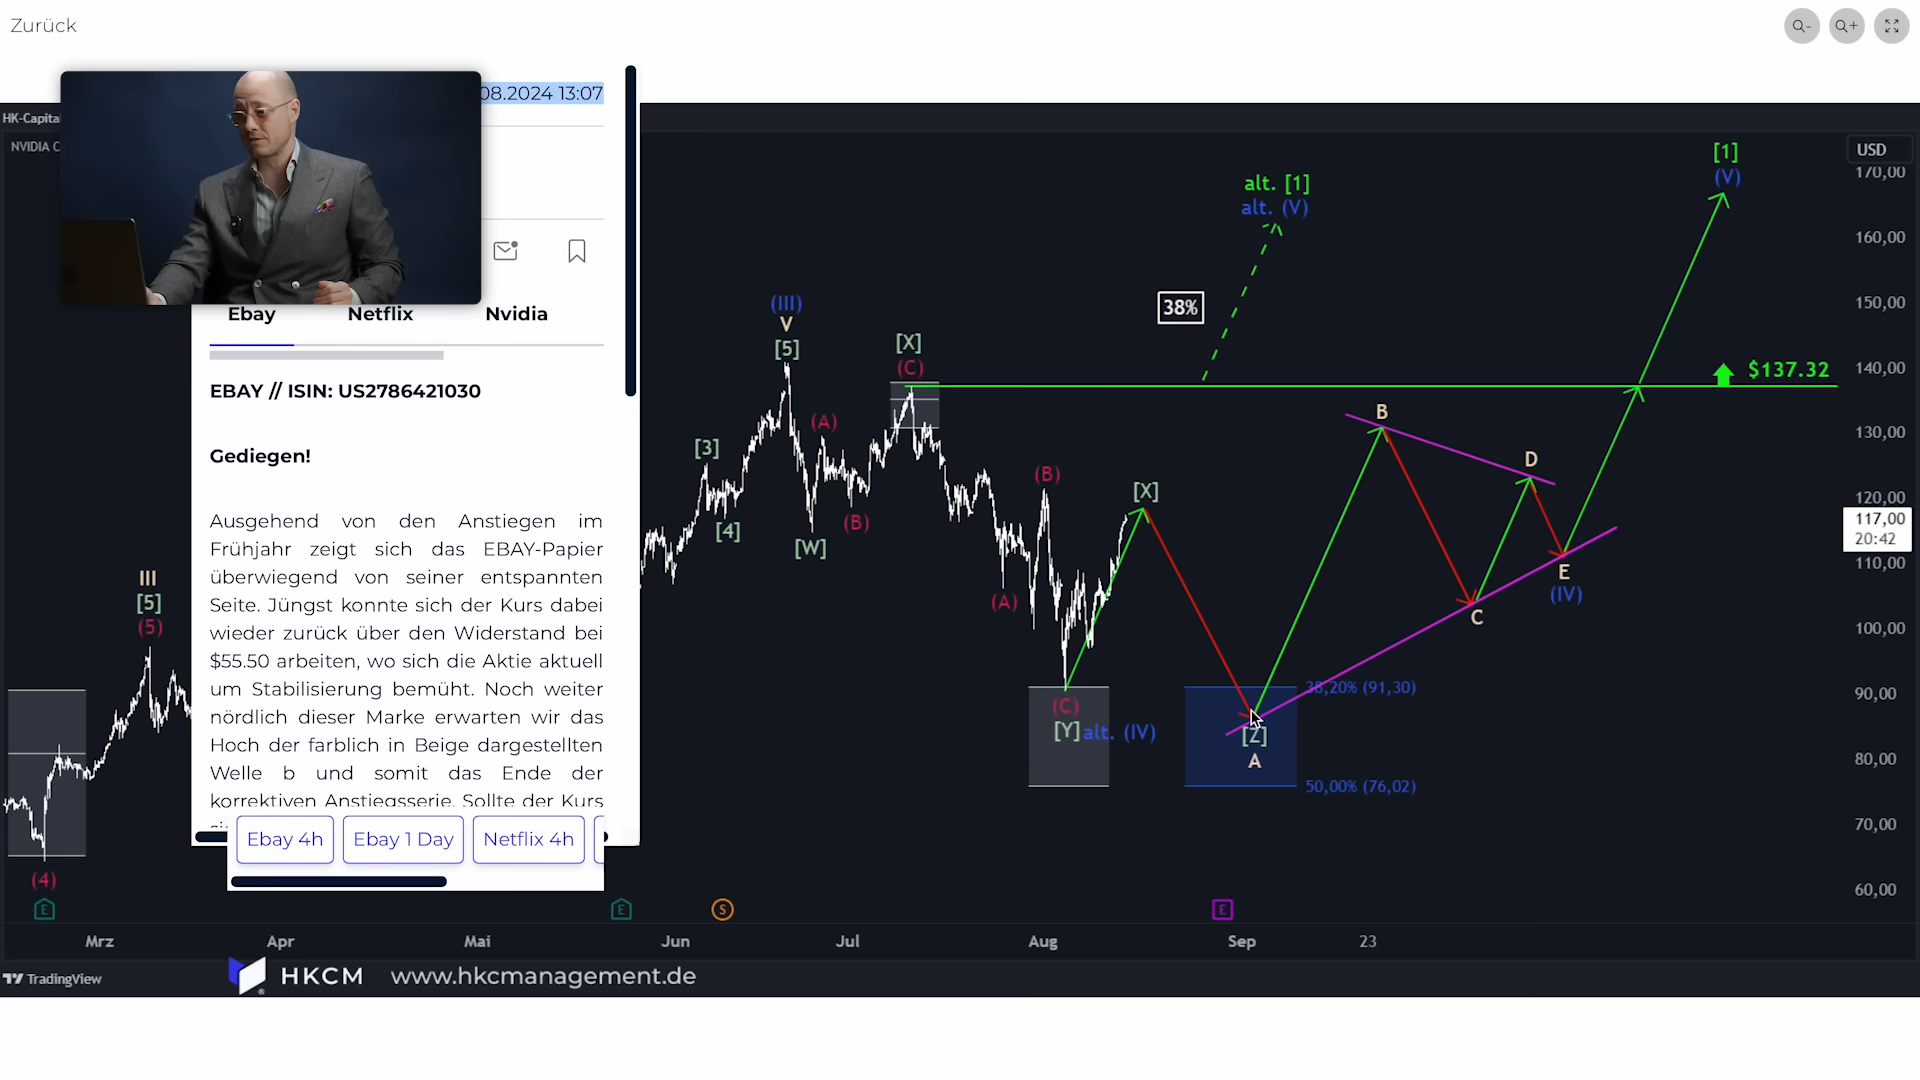 Zurück
08.2024 13:07
HK-Capital
NVIDIA C
Ebay
Netflix
Nvidia
EBAY // ISIN: US2786421030
Gediegen!
Ausgehend von den Anstiegen im
Frühjahr zeigt sich das EBAY-Papier
überwiegend von seiner entspannten
Seite. Jüngst konnte sich der Kurs dabei
wieder zurück über den Widerstand bei
$55.50 arbeiten, wo sich die Aktie aktuell
um Stabilisierung bemüht. Noch weiter
nördlich dieser Marke erwarten wir das
Hoch der farblich in Beige dargestellten
Welle b und somit das Ende der
korrektiven Anstiegsserie. Sollte der Kurs
Ebay 4h
Ebay 1 Day
Netflix 4h
III
[5]
(5)
(4)
[3]
[4]
(III)
V
[5]
(A)
[W]
(B)
[X]
(C)
(A)
(B)
(C)
[Y]
alt. (IV)
[X]
38%
alt. [1]
alt. (V)
[Z]
A
38,20% (91,30)
50,00% (76,02)
B
C
D
E
(IV)
[1]
(V)
$137.32
USD
170,00
160,00
150,00
140,00
130,00
120,00
117,00
20:42
110,00
100,00
90,00
80,00
70,00
60,00
E
E
S
E
Mrz
Apr
Mai
Jun
Jul
Aug
Sep
23
TradingView
HKCM
www.hkcmanagement.de